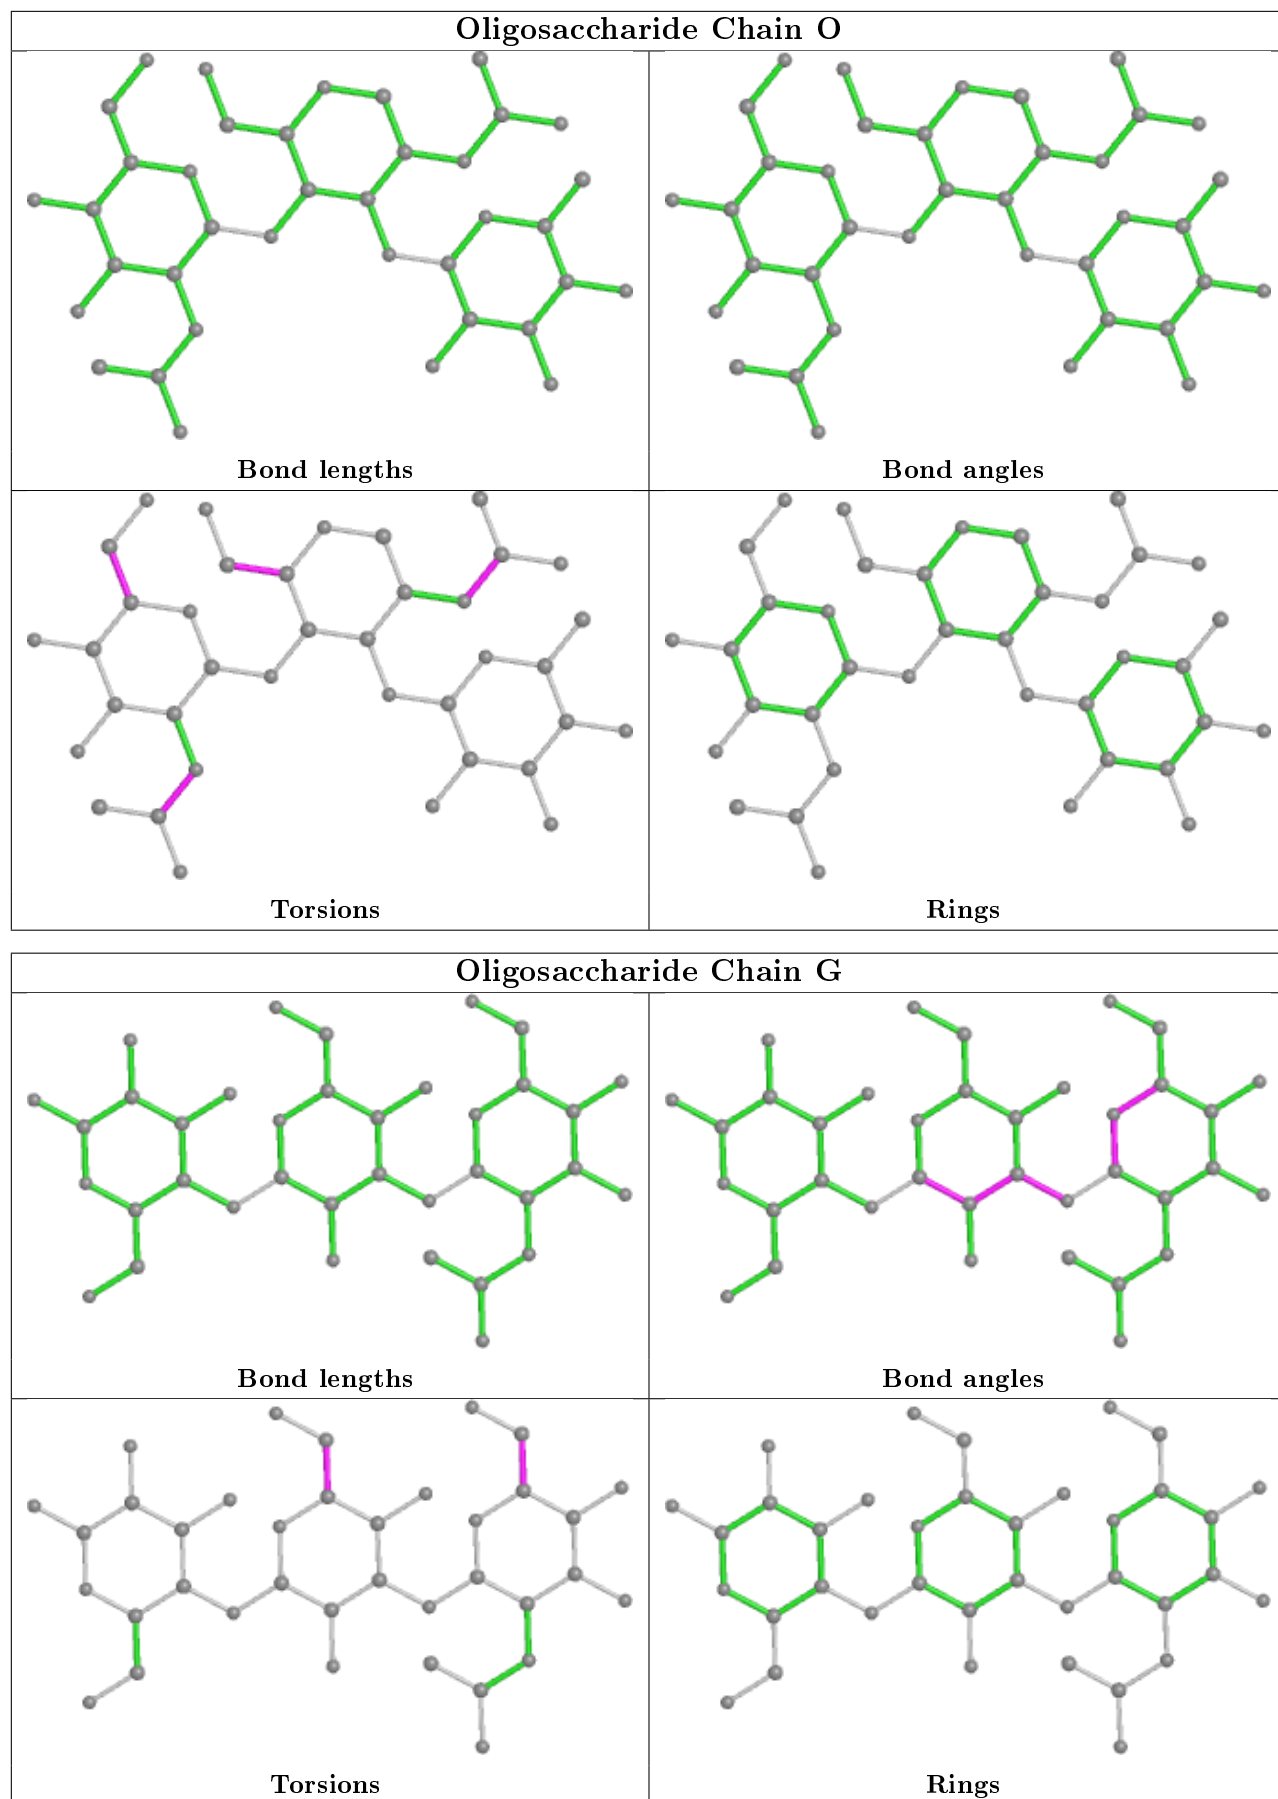 Oligosaccharide Chain O
Bond lengths
Bond angles
Torsions
Rings
Oligosaccharide Chain G
Bond lengths
Bond angles
Torsions
Rings